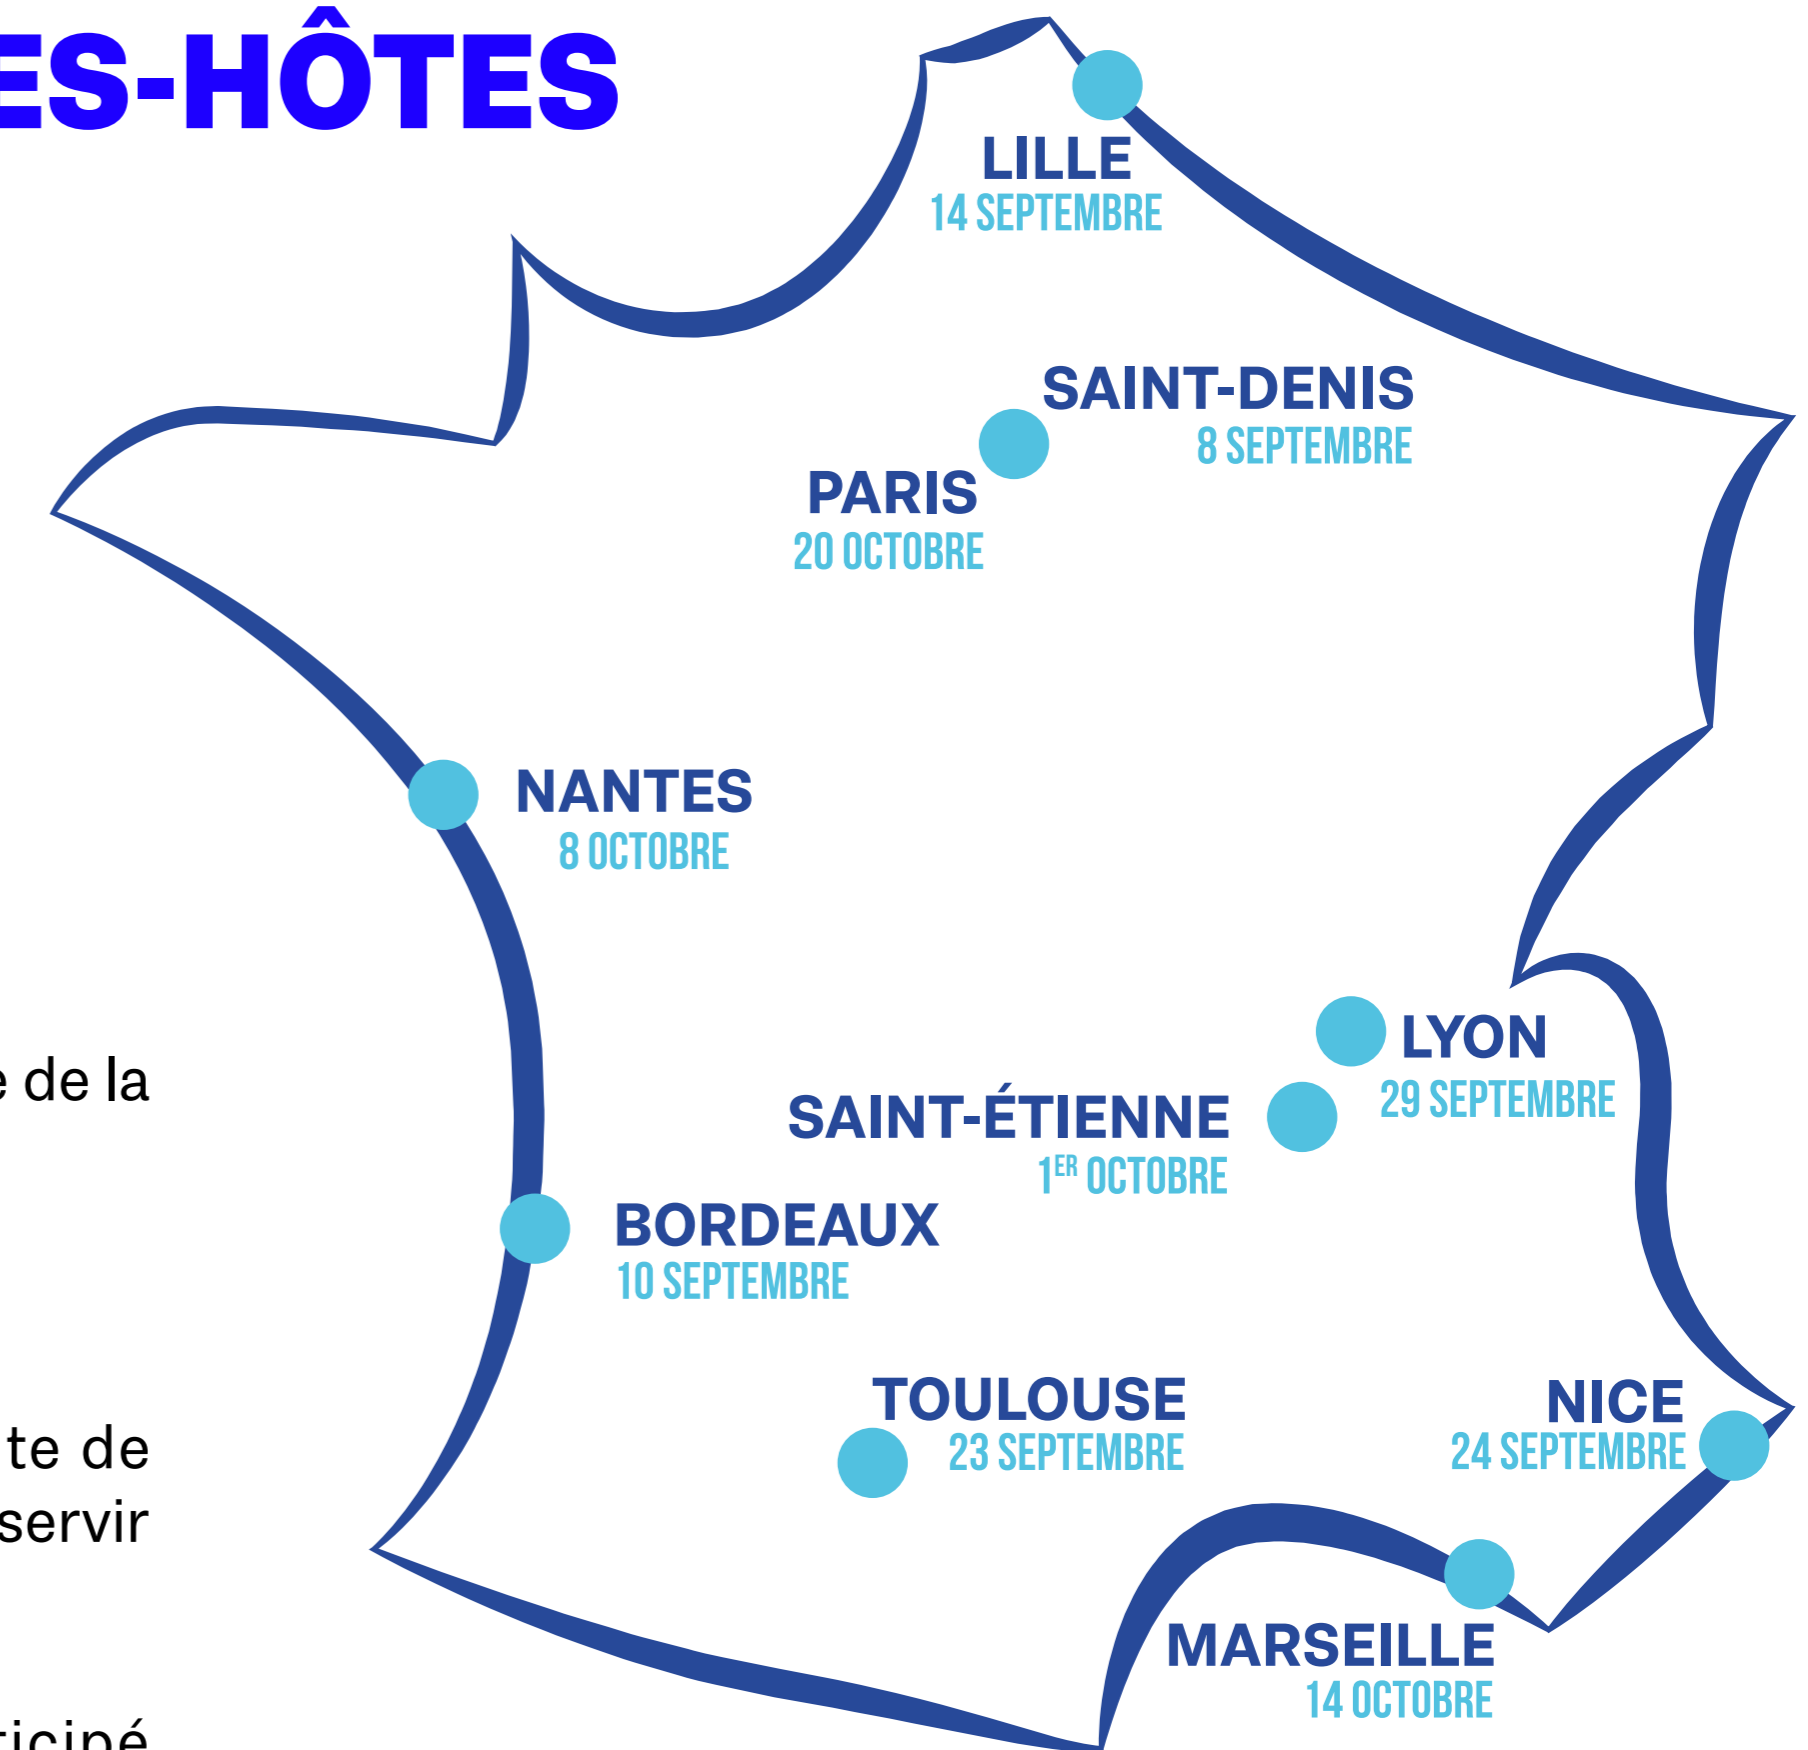 ES-HÔTES
LILLE
14 SEPTEMBRE
SAINT-DENIS
8 SEPTEMBRE
PARIS
20 OCTOBRE
NANTES
8 OCTOBRE
LYON
29 SEPTEMBRE
SAINT-ÉTIENNE
1ER OCTOBRE
BORDEAUX
10 SEPTEMBRE
TOULOUSE
23 SEPTEMBRE
NICE
24 SEPTEMBRE
MARSEILLE
14 OCTOBRE
de la
te de
servir